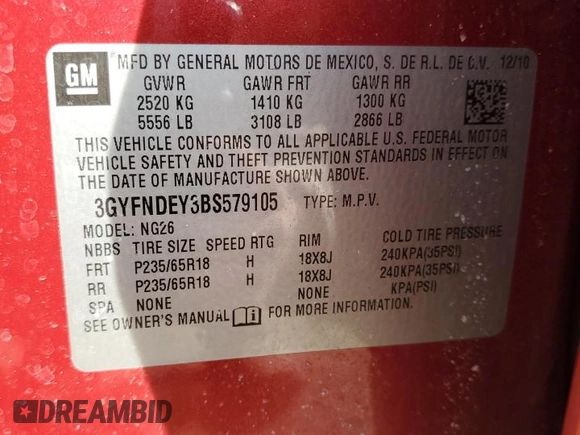 GM
MFD BY GENERAL MOTORS DE MEXICO, S. DE R.L. DE C.V. 12/10
GVWR GAWR FRT GAWR RR
2520 KG 1410 KG 1300 KG
5556 LB 3108 LB 2866 LB
THIS VEHICLE CONFORMS TO ALL APPLICABLE U.S. FEDERAL MOTOR
VEHICLE SAFETY AND THEFT PREVENTION STANDARDS IN EFFECT ON
THE DATE OF MANUFACTURE SHOWN ABOVE.
3GYFNDEY3BS579105 TYPE: M.P.V.
MODEL: NG26
NBBS TIRE SIZE SPEED RTG RIM COLD TIRE PRESSURE
FRT P235/65R18 H 18X8J 240KPA(35PSI)
RR P235/65R18 H 18X8J 240KPA(35PSI)
SPA NONE NONE KPA(PSI)
SEE OWNER'S MANUAL FOR MORE INFORMATION.
DREAMBID